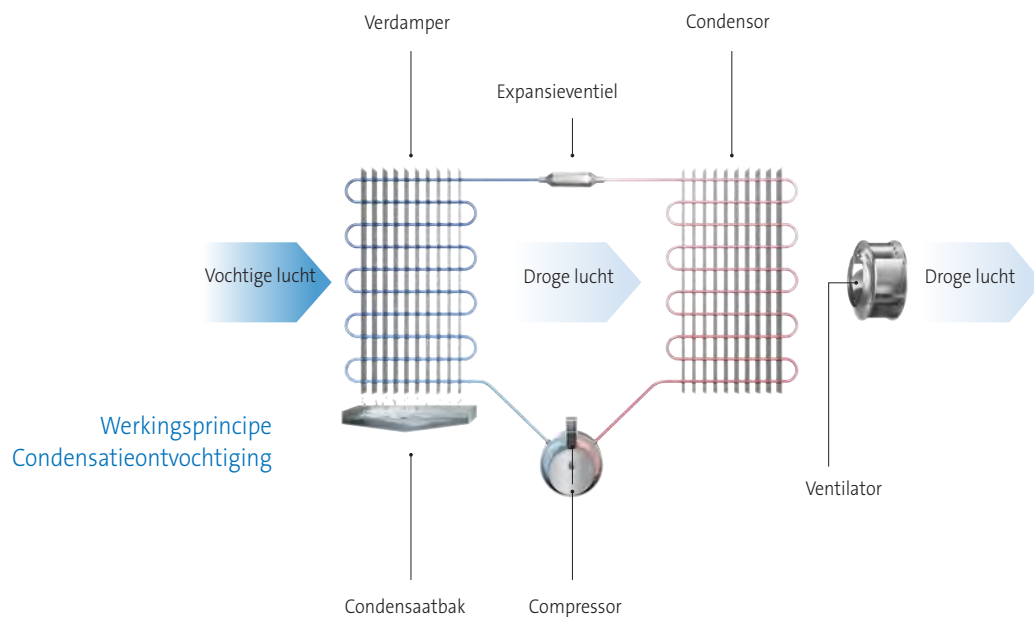 Verdamper
Condensor
Expansieventiel
Vochtige lucht
Droge lucht
Droge lucht
Werkingsprincipe
Condensatieontvochtiging
Ventilator
Condensaatbak
Compressor